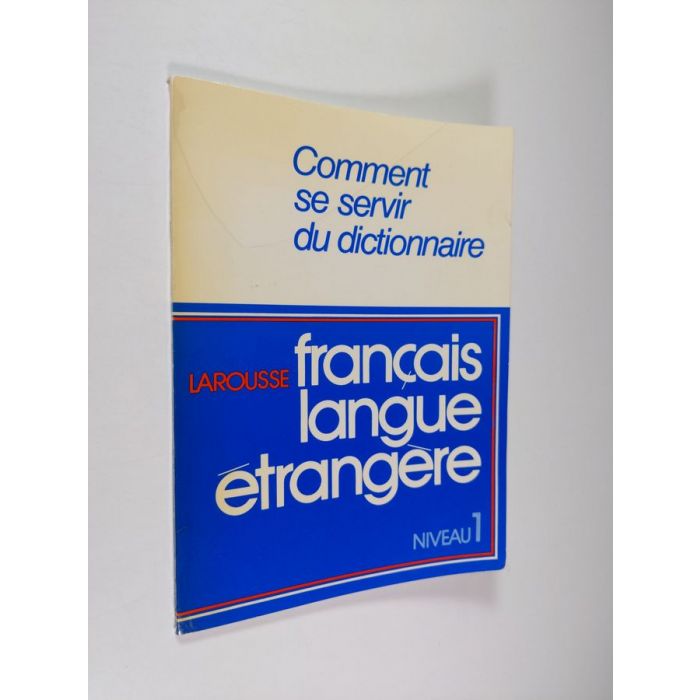 Comment
se servir
du dictionnaire
LAROUSSE français
langue
étrangère
NIVEAU 1